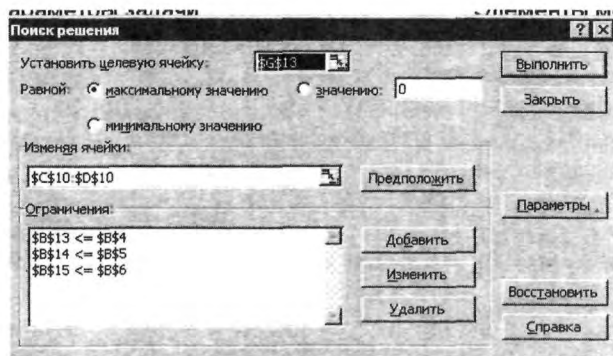 Поиск решения
Установить целевую ячейку: $G$13
Выполнить
Равной: максимальному значению значению: 0
Закрыть
минимальному значению
Изменяя ячейки:
$C$10:$D$10
Предположить
Параметры
Ограничения:
$B$13 <= $B$4
$B$14 <= $B$5
$B$15 <= $B$6
Добавить
Изменить
Удалить
Восстановить
Справка